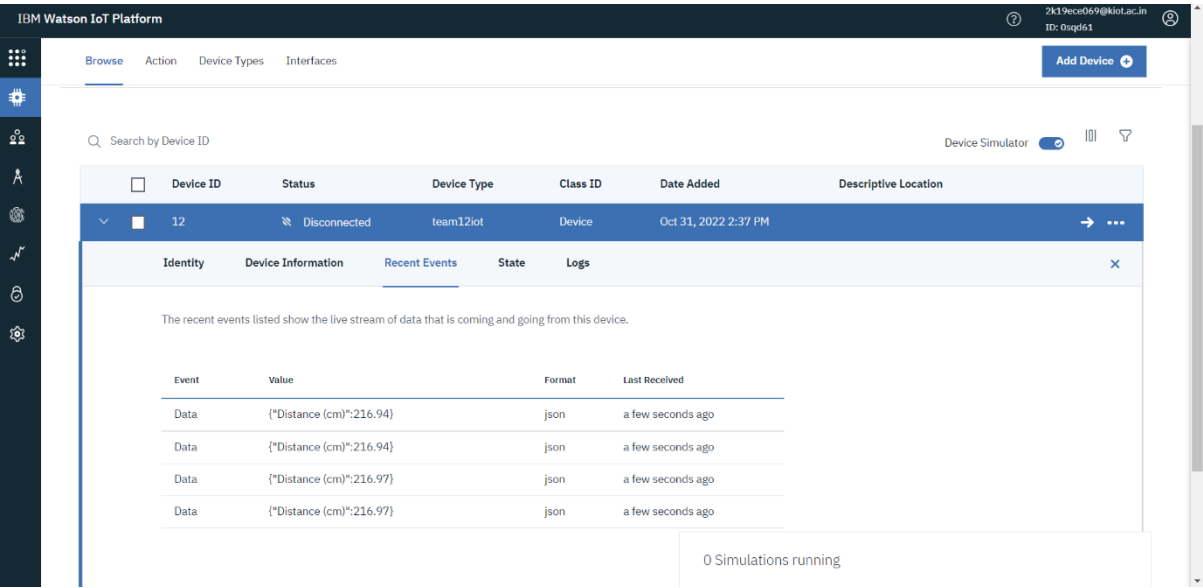 IBM Watson IoT Platform
2k19ece069@kiot.ac.in
ID: 0sqd61
Browse Action Device Types Interfaces
Add Device
Search by Device ID
Device Simulator
Device ID Status Device Type Class ID Date Added Descriptive Location
12 Disconnected team12iot Device Oct 31, 2022 2:37 PM
Identity Device Information Recent Events State Logs
The recent events listed show the live stream of data that is coming and going from this device.
Event Value Format Last Received
Data {"Distance (cm)":216.94} json a few seconds ago
Data {"Distance (cm)":216.94} json a few seconds ago
Data {"Distance (cm)":216.97} json a few seconds ago
Data {"Distance (cm)":216.97} json a few seconds ago
0 Simulations running